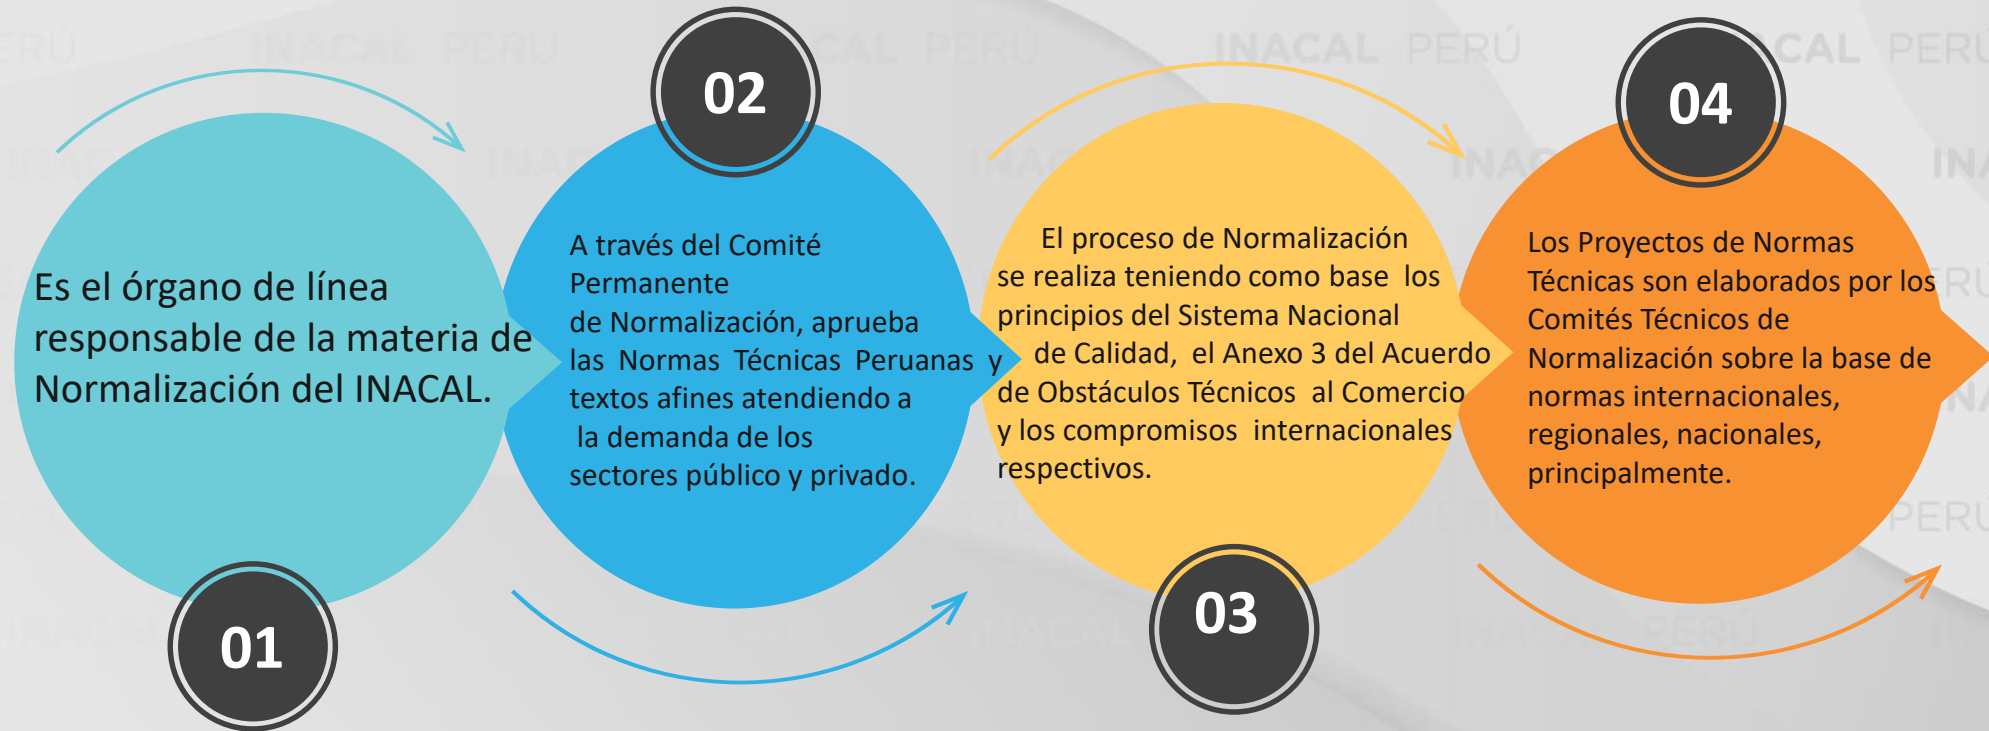 01
Es el órgano de línea
responsable de la materia de
Normalización del INACAL.
02
A través del Comité
Permanente
de Normalización, aprueba
las Normas Técnicas Peruanas y
textos afines atendiendo a
la demanda de los
sectores público y privado.
03
El proceso de Normalización
se realiza teniendo como base los
principios del Sistema Nacional
de Calidad, el Anexo 3 del Acuerdo
de Obstáculos Técnicos al Comercio
y los compromisos internacionales
respectivos.
04
Los Proyectos de Normas
Técnicas son elaborados por los
Comités Técnicos de
Normalización sobre la base de
normas internacionales,
regionales, nacionales,
principalmente.
INACAL PERÚ
INACAL PERÚ